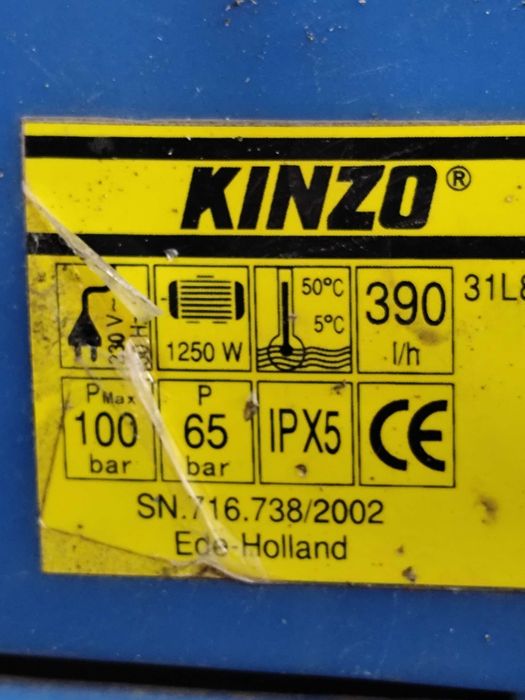 KINZO®
230 V~
1250 W
50°C
5°C
390
l/h
31L8
PMax
100
bar
P
65
bar
IPX5
CE
SN.716.738/2002
Ede-Holland